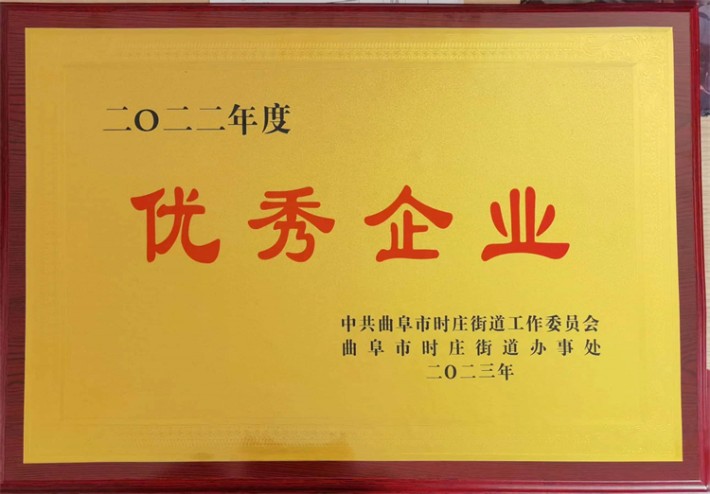 二〇二二年度
优秀企业
中共曲阜市时庄街道工作委员会
曲阜市时庄街道办事处
二〇二三年